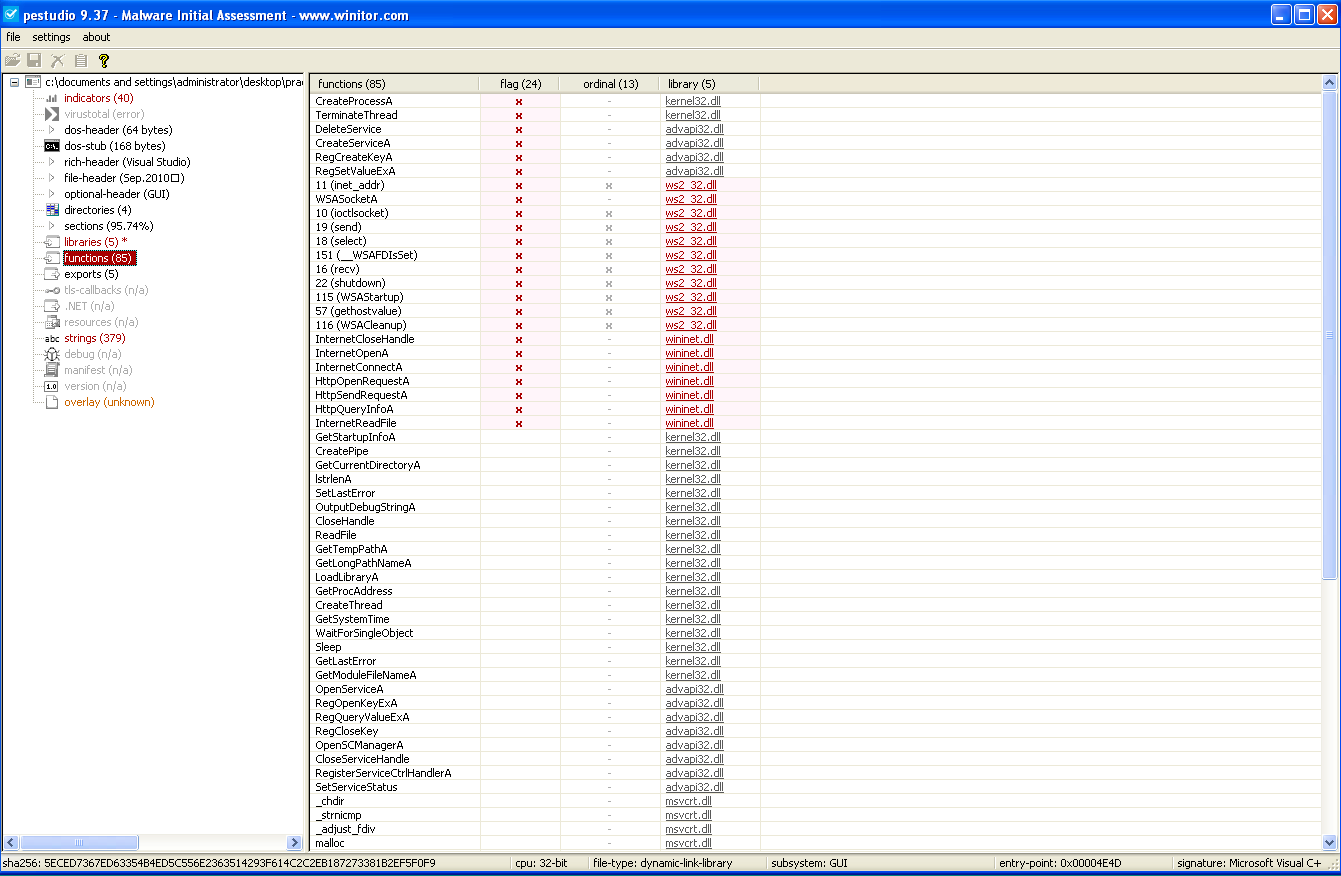 pestudio 9.37 - Malware Initial Assessment - www.winitor.com
file settings about
c:\documents and settings\administrator\desktop\prac
indicators (40)
virustotal (error)
dos-header (64 bytes)
dos-stub (168 bytes)
rich-header (Visual Studio)
file-header (Sep.2010□)
optional-header (GUI)
directories (4)
sections (95.74%)
libraries (5) *
functions (85)
exports (5)
tls-callbacks (n/a)
.NET (n/a)
resources (n/a)
abc strings (379)
debug (n/a)
manifest (n/a)
1.0 version (n/a)
overlay (unknown)
functions (85) flag (24) ordinal (13) library (5)
CreateProcessA x - kernel32.dll
TerminateThread x - kernel32.dll
DeleteService x - advapi32.dll
CreateServiceA x - advapi32.dll
RegCreateKeyA x - advapi32.dll
RegSetValueExA x - advapi32.dll
11 (inet_addr) x x ws2_32.dll
WSASocketA x - ws2_32.dll
10 (ioctlsocket) x x ws2_32.dll
19 (send) x x ws2_32.dll
18 (select) x x ws2_32.dll
151 (__WSAFDIsSet) x x ws2_32.dll
16 (recv) x x ws2_32.dll
22 (shutdown) x x ws2_32.dll
115 (WSAStartup) x x ws2_32.dll
57 (gethostvalue) x x ws2_32.dll
116 (WSACleanup) x x ws2_32.dll
InternetCloseHandle x - wininet.dll
InternetOpenA x - wininet.dll
InternetConnectA x - wininet.dll
HttpOpenRequestA x - wininet.dll
HttpSendRequestA x - wininet.dll
HttpQueryInfoA x - wininet.dll
InternetReadFile x - wininet.dll
GetStartupInfoA - kernel32.dll
CreatePipe - kernel32.dll
GetCurrentDirectoryA - kernel32.dll
lstrlenA - kernel32.dll
SetLastError - kernel32.dll
OutputDebugStringA - kernel32.dll
CloseHandle - kernel32.dll
ReadFile - kernel32.dll
GetTempPathA - kernel32.dll
GetLongPathNameA - kernel32.dll
LoadLibraryA - kernel32.dll
GetProcAddress - kernel32.dll
CreateThread - kernel32.dll
GetSystemTime - kernel32.dll
WaitForSingleObject - kernel32.dll
Sleep - kernel32.dll
GetLastError - kernel32.dll
GetModuleFileNameA - kernel32.dll
OpenServiceA - advapi32.dll
RegOpenKeyExA - advapi32.dll
RegQueryValueExA - advapi32.dll
RegCloseKey - advapi32.dll
OpenSCManagerA - advapi32.dll
CloseServiceHandle - advapi32.dll
RegisterServiceCtrlHandlerA - advapi32.dll
SetServiceStatus - advapi32.dll
_chdir - msvcrt.dll
_strnicmp - msvcrt.dll
_adjust_fdiv - msvcrt.dll
malloc - msvcrt.dll
sha256: 5ECED7367ED63354B4ED5C556E2363514293F614C2C2EB187273381B2EF5F0F9 cpu: 32-bit file-type: dynamic-link-library subsystem: GUI entry-point: 0x00004E4D signature: Microsoft Visual C+